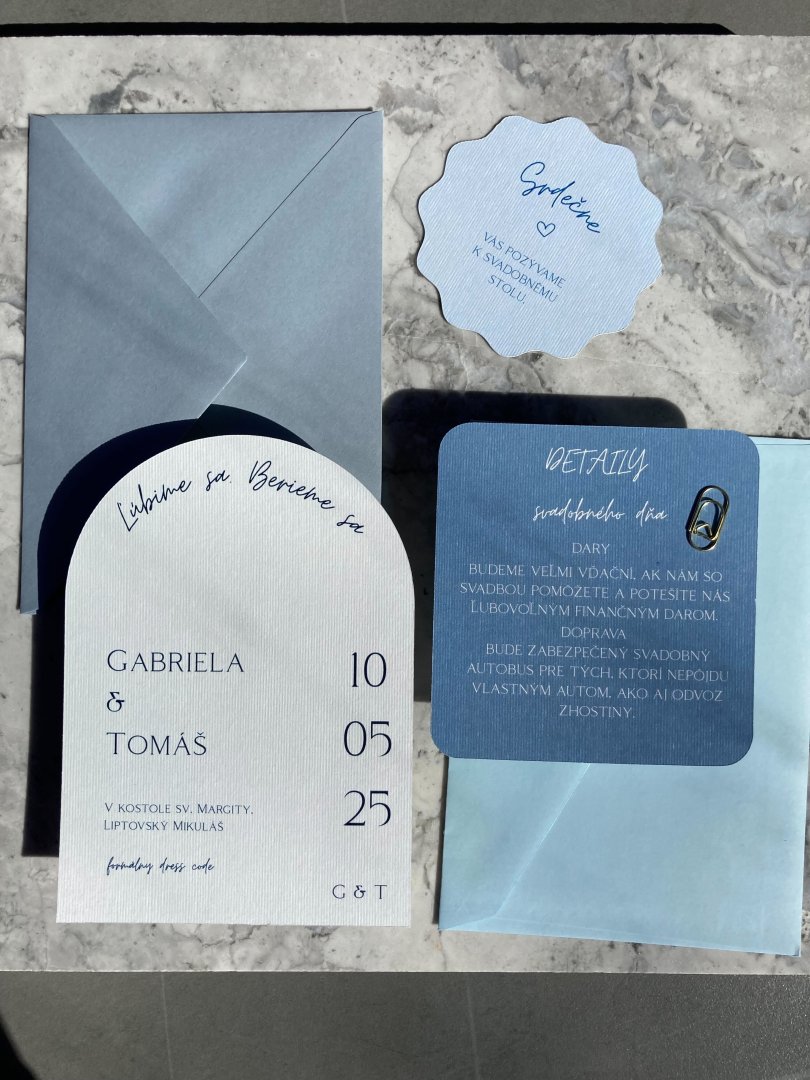 Srdečne
VÁS POZÝVAME
K SVADOBNÉMU
STOLU.
Ľúbime sa. Berieme sa
GABRIELA
&
TOMÁŠ
10
05
25
V KOSTOLE SV. MARGITY,
LIPTOVSKÝ MIKULÁŠ
formálny dress code
G & T
DETAILY
svadobného dňa
DARY
BUDEME VEĽMI VĎAČNÍ, AK NÁM SO
SVADBOU POMÔŽETE A POTEŠÍTE NÁS
ĽUBOVOĽNÝM FINANČNÝM DAROM.
DOPRAVA
BUDE ZABEZPEČENÝ SVADOBNÝ
AUTOBUS PRE TÝCH, KTORÍ NEPÔJDU
VLASTNÝM AUTOM, AKO AJ ODVOZ
ZHOSTINY.